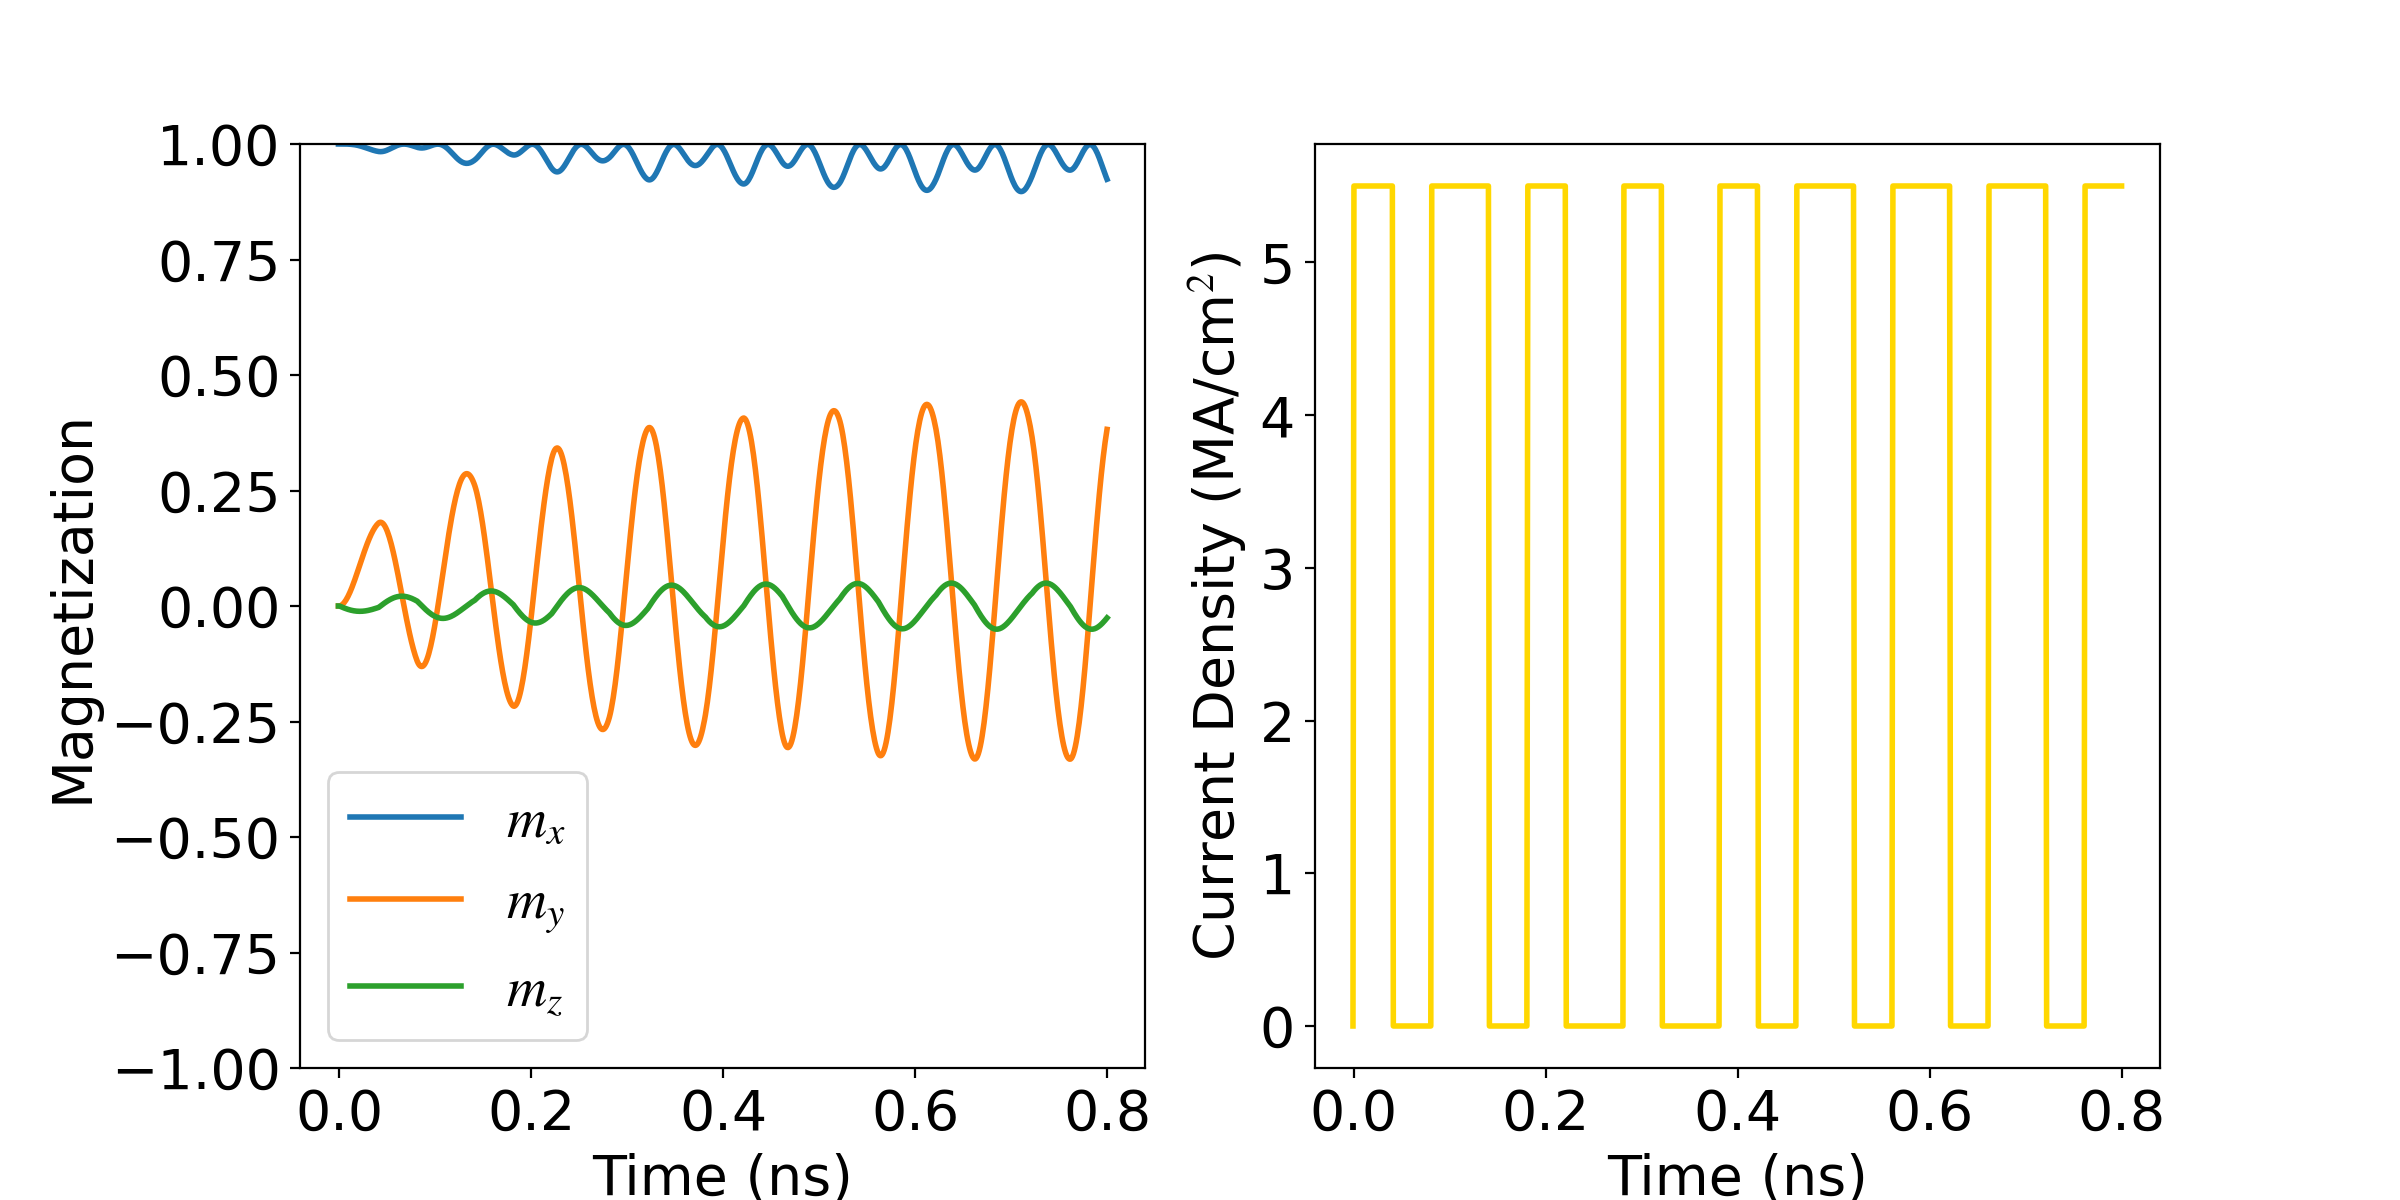 1.00
0.75
0.50
0.25
0.00
−0.25
−0.50
−0.75
−1.00
Magnetization
m_x
m_y
m_z
0.0 0.2 0.4 0.6 0.8
Time (ns)
5
4
3
2
1
0
Current Density (MA/cm²)
0.0 0.2 0.4 0.6 0.8
Time (ns)